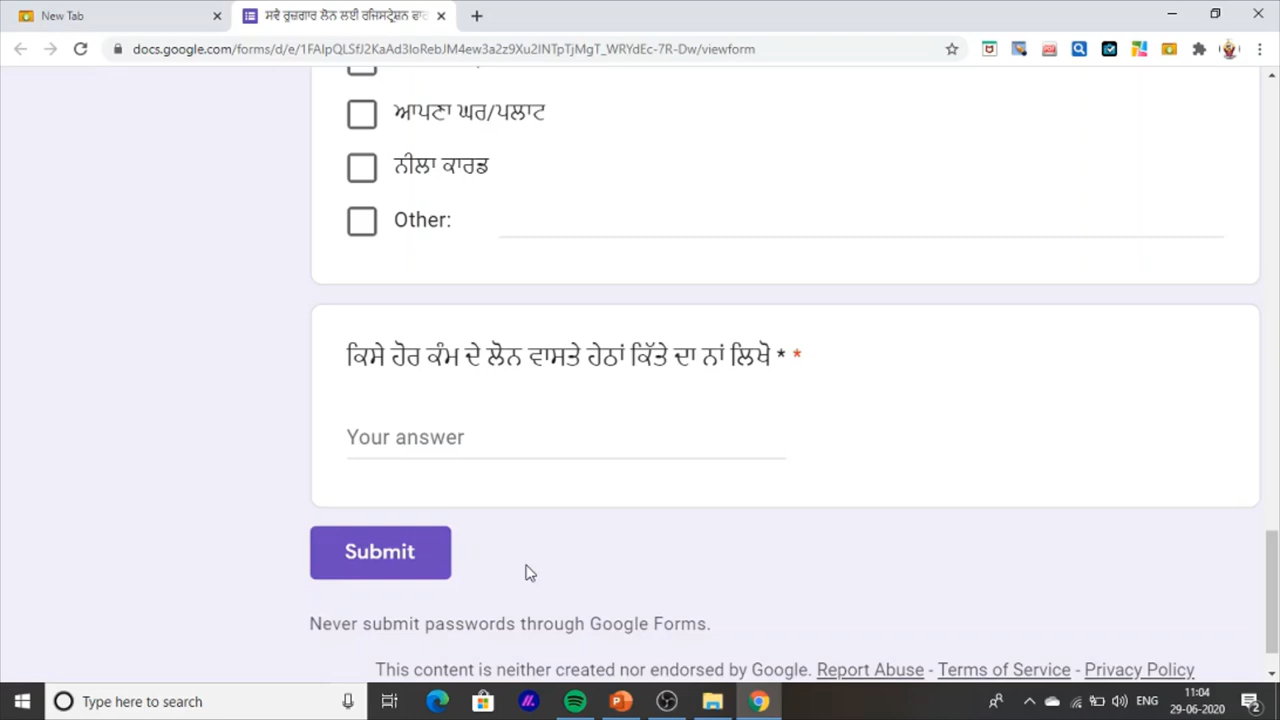 New Tab
ਸਵੈ ਰੁਜ਼ਗਾਰ ਲੋਨ ਲਈ ਰਜਿਸਟ੍ਰੇਸ਼ਨ ਫਾਰ
docs.google.com/forms/d/e/1FAIpQLSfJ2KaAd3IoRebJM4ew3a2z9Xu2INTpTjMgT_WRYdEc-7R-Dw/viewform
ਆਪਣਾ ਘਰ/ਪਲਾਟ
ਨੀਲਾ ਕਾਰਡ
Other:
ਕਿਸੇ ਹੋਰ ਕੰਮ ਦੇ ਲੋਨ ਵਾਸਤੇ ਹੇਠਾਂ ਕਿੱਤੇ ਦਾ ਨਾਂ ਲਿਖੋ * *
Your answer
Submit
Never submit passwords through Google Forms.
This content is neither created nor endorsed by Google. Report Abuse - Terms of Service - Privacy Policy
Type here to search
ENG
11:04
29-06-2020
2